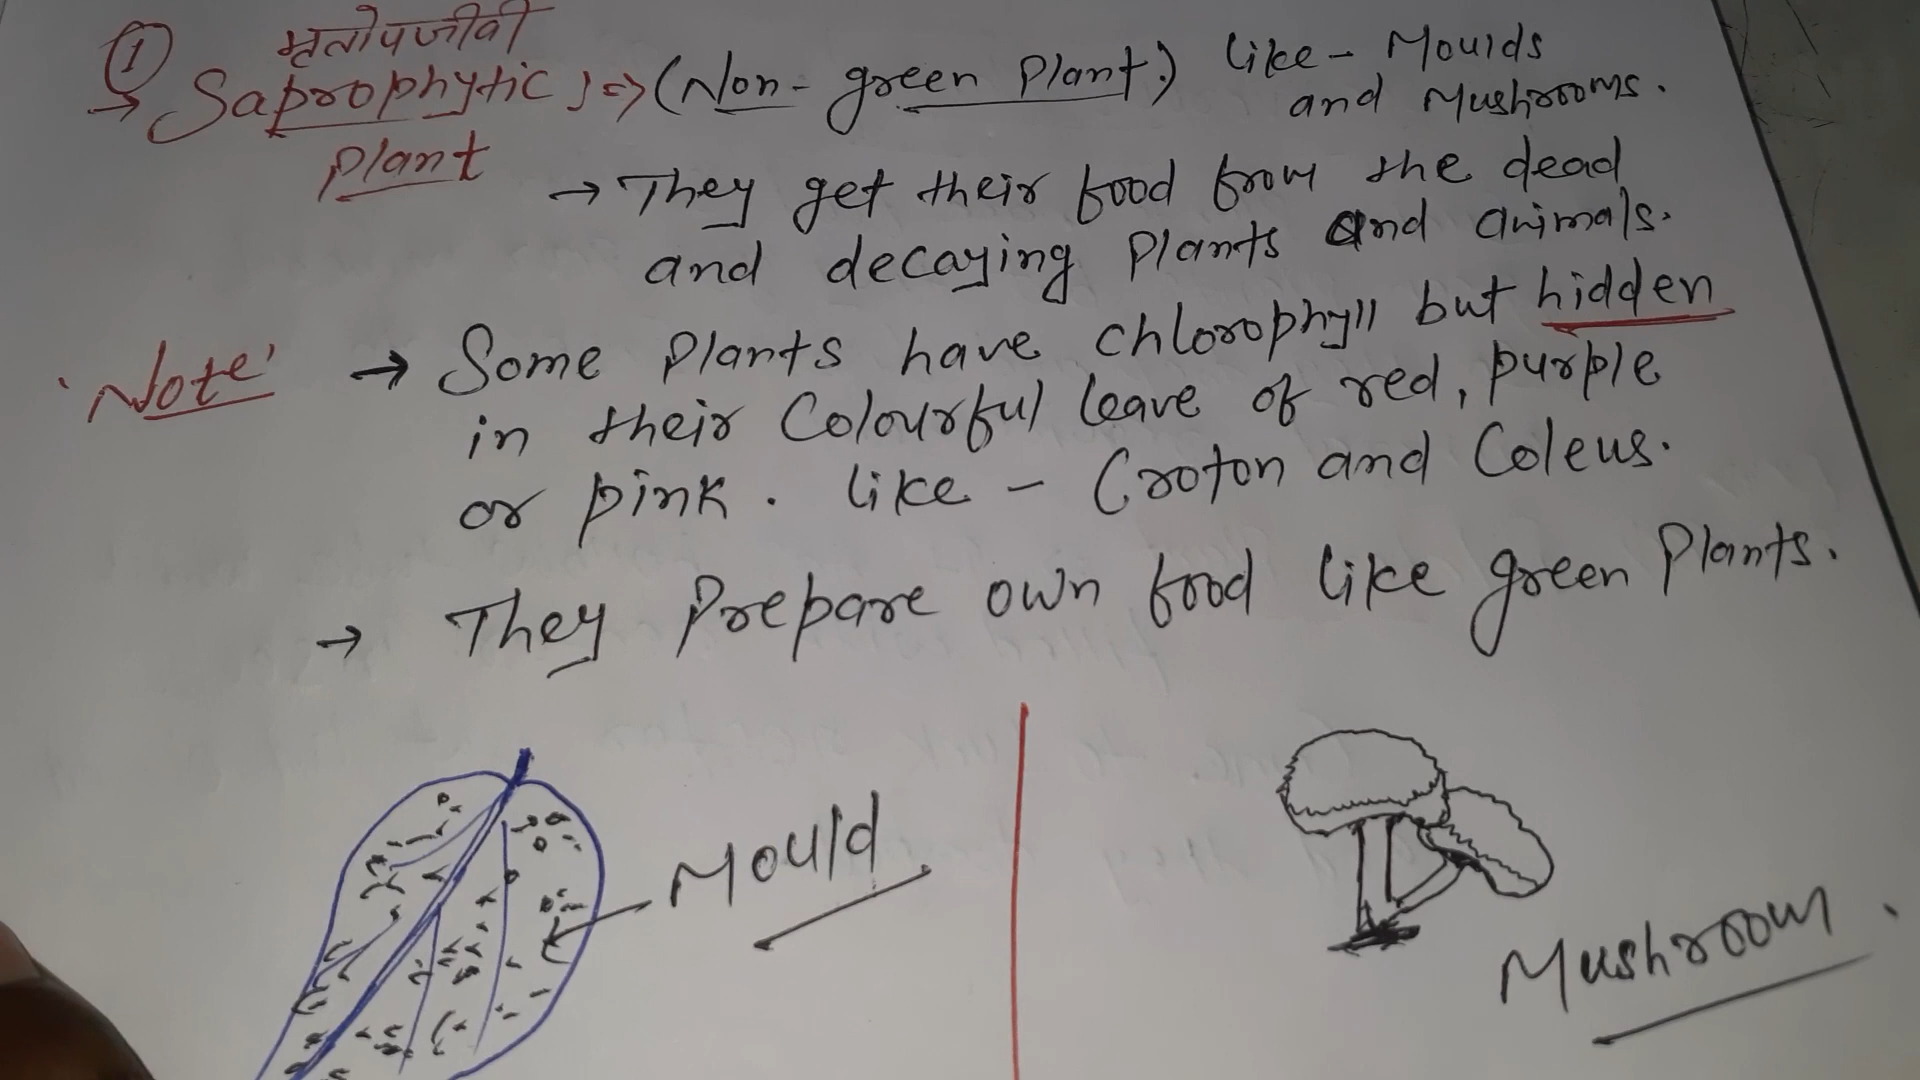 ① मृतोपजीवी
→ Saprophytic :=> (Non-green Plant.) like- Moulds
Plant
and Mushrooms.
→ They get their food from the dead
and decaying Plants and animals.
'Note' → Some Plants have chlorophyll but hidden
in their Colourful leave of red, purple
or pink. like - Croton and Coleus.
→ They Prepare own food like green Plants.
Mould
Mushroom.